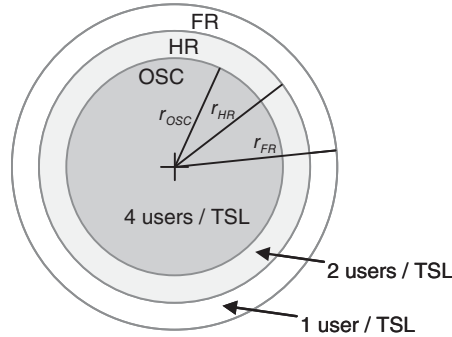 FR
HR
OSC
r_OSC
r_HR
r_FR
4 users / TSL
2 users / TSL
1 user / TSL